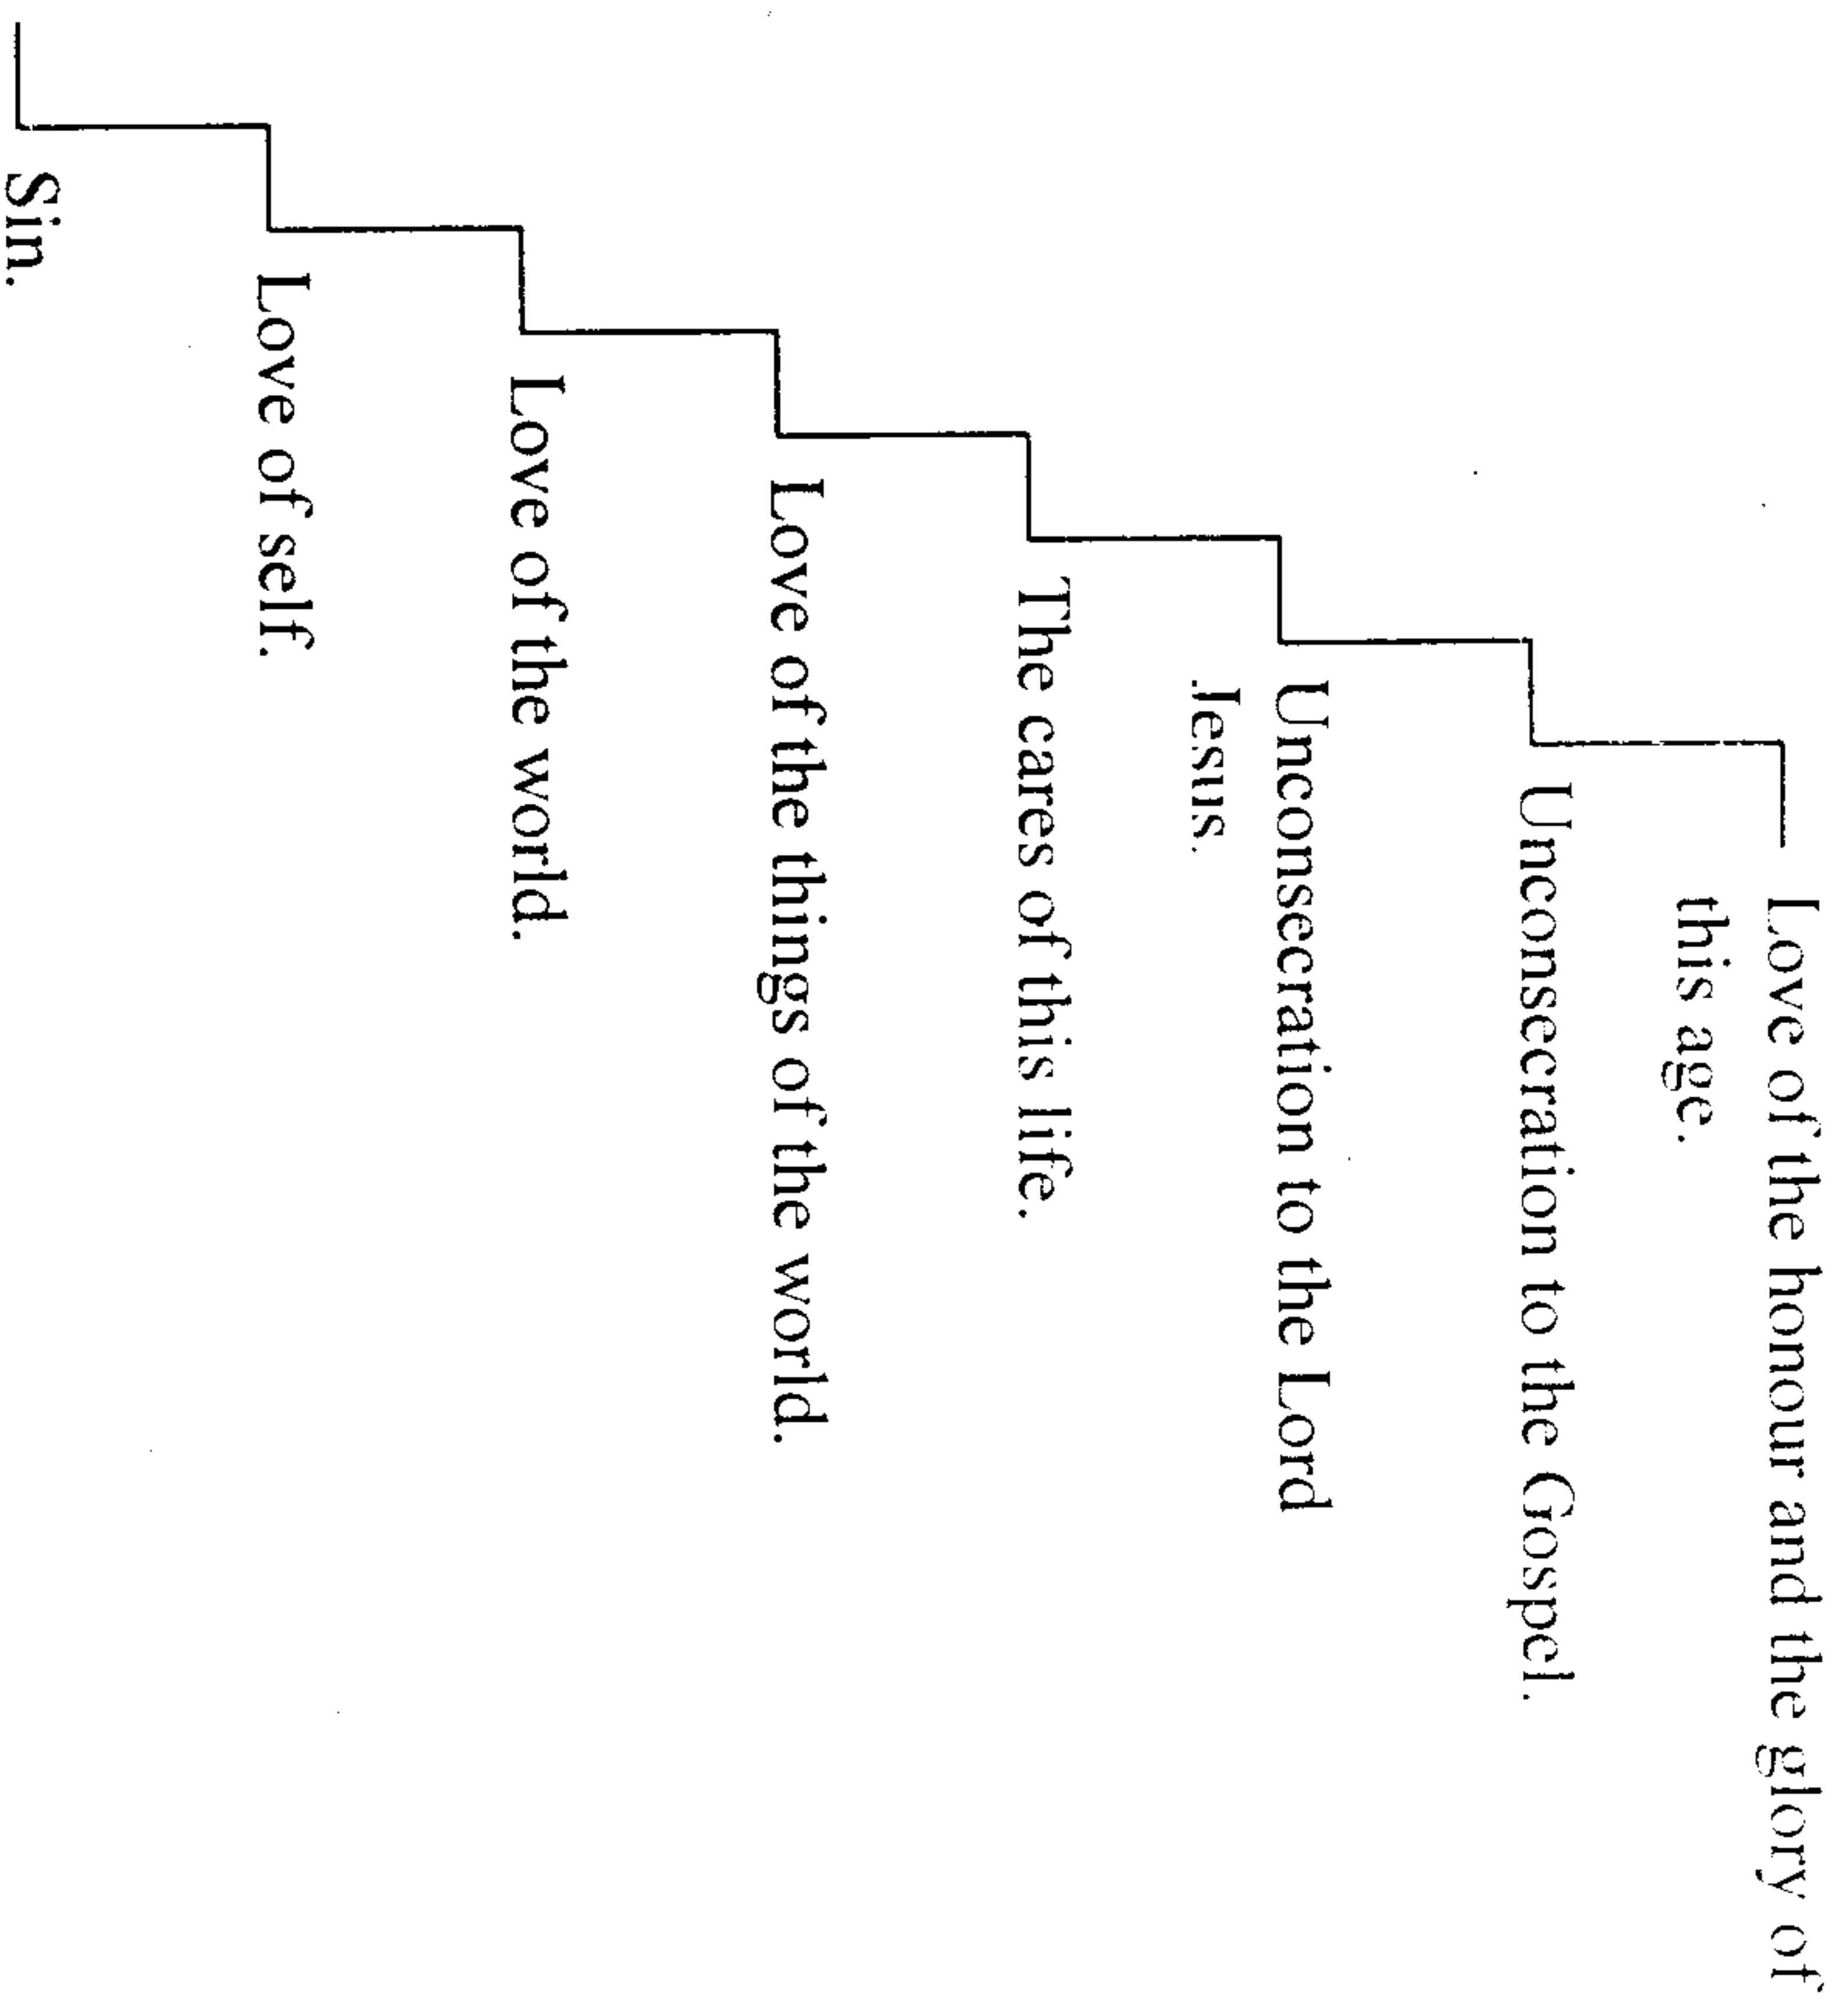 Love of the honour and the glory of
this age.
Unconsecration to the Gospel.
Unconsecration to the Lord
Jesus.
The cares of this life.
Love of the things of the world.
Love of the world.
Love of self.
Sin.